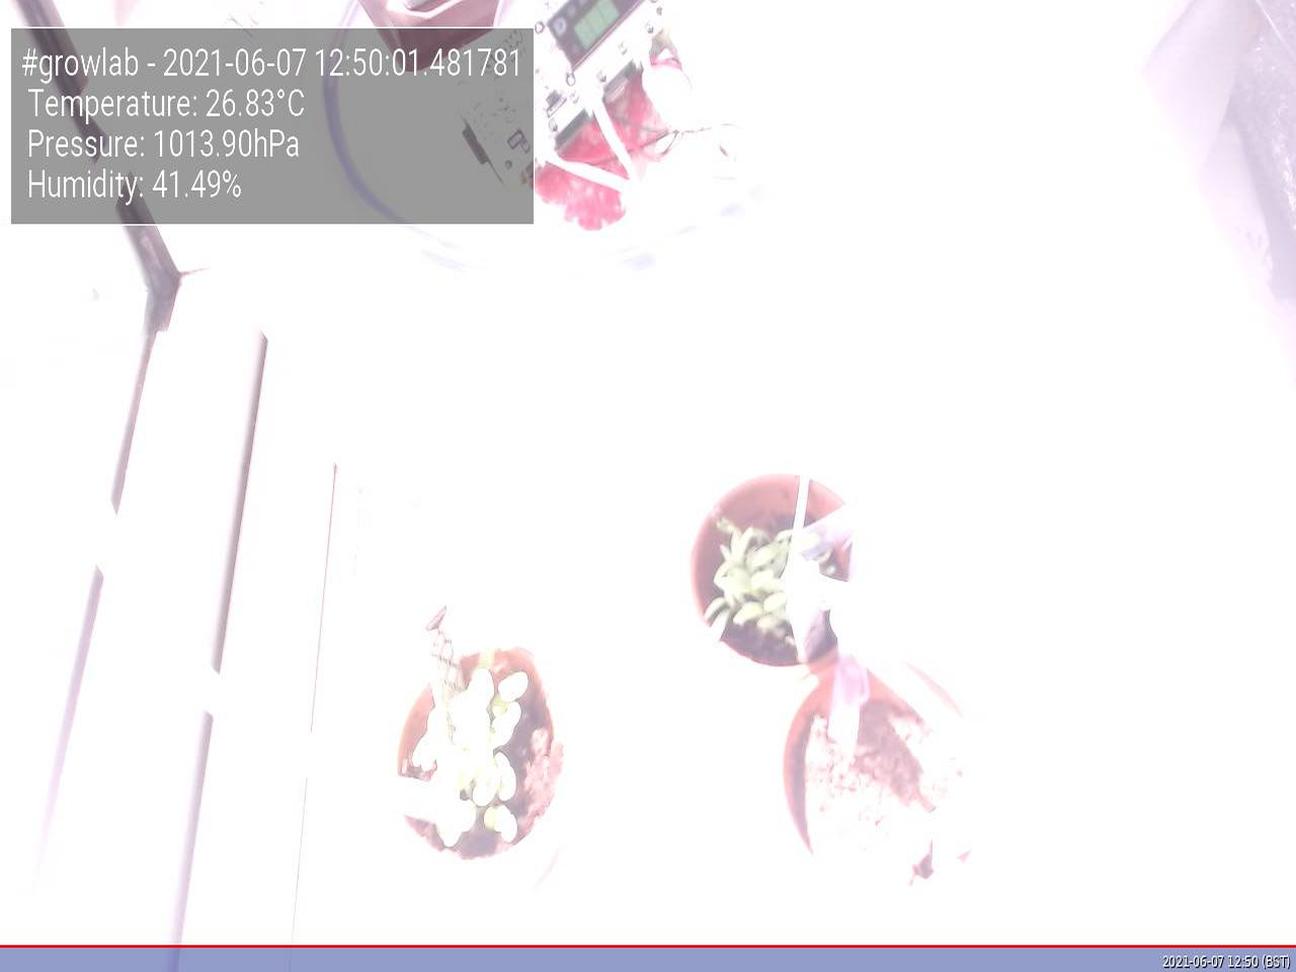 #growlab - 2021-06-07 12:50:01.481781
Temperature: 26.83°C
Pressure: 1013.90hPa
Humidity: 41.49%
2021-06-07 12:50 (BST)